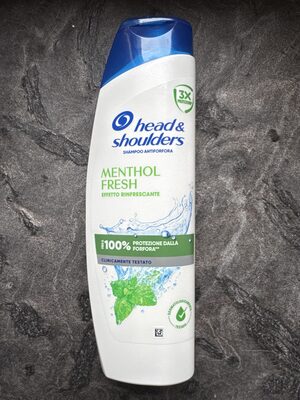 3X
head&
shoulders
SHAMPOO ANTIFORFORA
MENTHOL
FRESH
EFFETTO RINFRESCANTE
100% PROTEZIONE DALLA
FORFORA**
CLINICAMENTE TESTATO